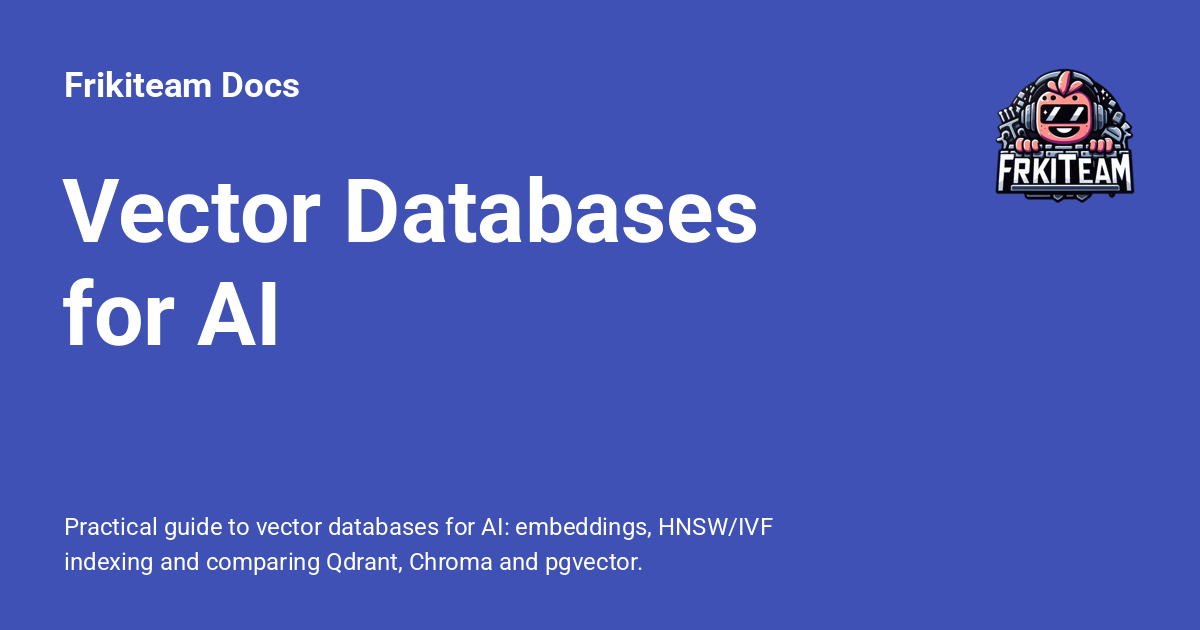 Frikiteam Docs
FRKITEAM
Vector Databases
for AI
Practical guide to vector databases for AI: embeddings, HNSW/IVF
indexing and comparing Qdrant, Chroma and pgvector.